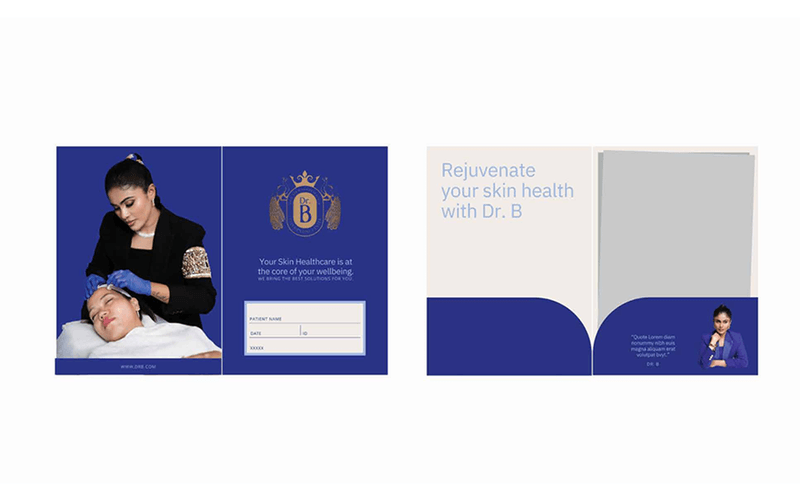 Dr.
B
Your Skin Healthcare is at
the core of your wellbeing.
WE BRING THE BEST SOLUTIONS FOR YOU.
PATIENT NAME
DATE
ID
XXXXX
WWW.DRB.COM
Rejuvenate
your skin health
with Dr. B
"Quote Lorem diam
nonummy nibh euis
magna aliquam erat
volutpat bvyt."
DR. B